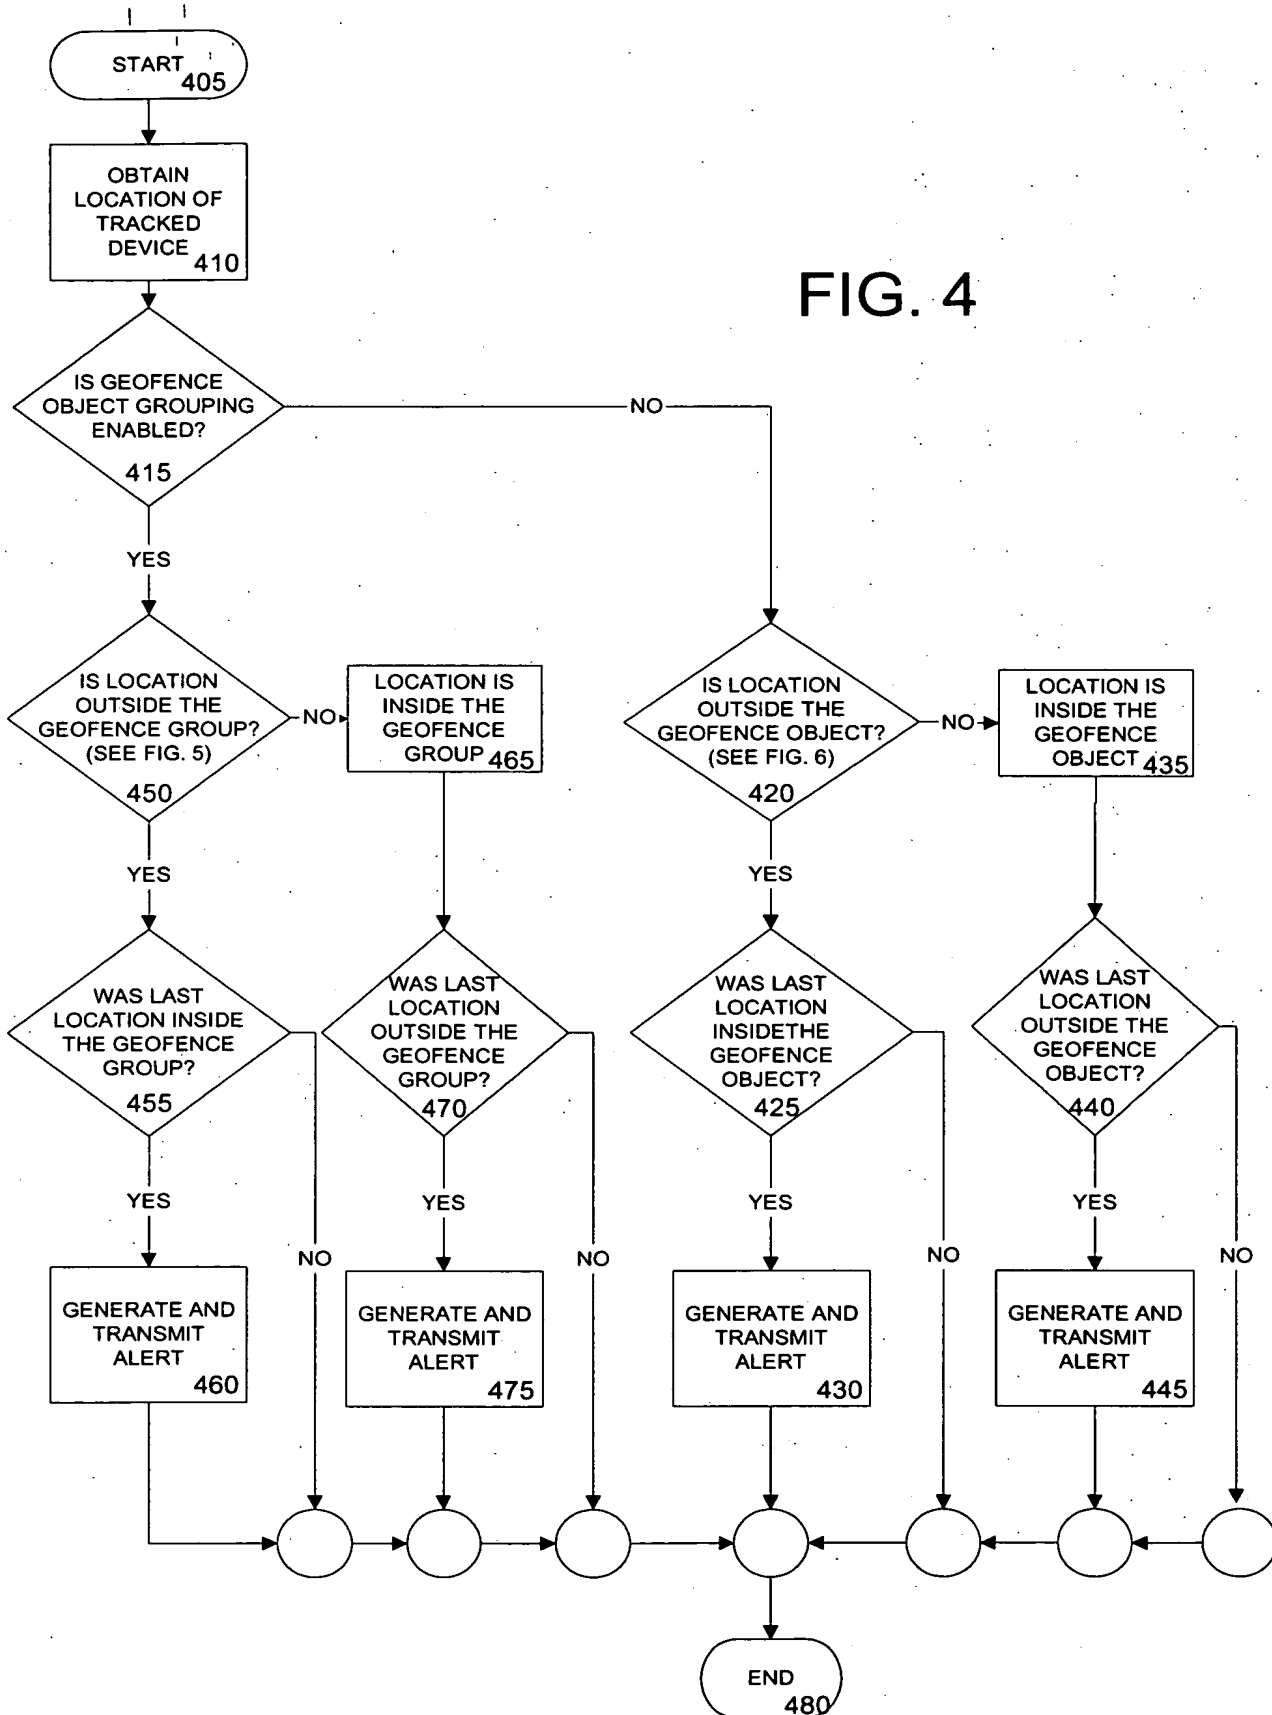 START
405
OBTAIN
LOCATION OF
TRACKED
DEVICE
410
FIG. 4
IS GEOFENCE
OBJECT GROUPING
ENABLED?
415
NO
YES
IS LOCATION
OUTSIDE THE
GEOFENCE GROUP?
(SEE FIG. 5)
450
NO
LOCATION IS
INSIDE THE
GEOFENCE
GROUP
465
IS LOCATION
OUTSIDE THE
GEOFENCE OBJECT?
(SEE FIG. 6)
420
NO
LOCATION IS
INSIDE THE
GEOFENCE
OBJECT
435
YES
YES
WAS LAST
LOCATION INSIDE
THE GEOFENCE
GROUP?
455
WAS LAST
LOCATION
OUTSIDE THE
GEOFENCE
GROUP?
470
WAS LAST
LOCATION
INSIDETHE
GEOFENCE
OBJECT?
425
WAS LAST
LOCATION
OUTSIDE THE
GEOFENCE
OBJECT?
440
YES
NO
YES
NO
YES
NO
YES
NO
GENERATE AND
TRANSMIT
ALERT
460
GENERATE AND
TRANSMIT
ALERT
475
GENERATE AND
TRANSMIT
ALERT
430
GENERATE AND
TRANSMIT
ALERT
445
END
480